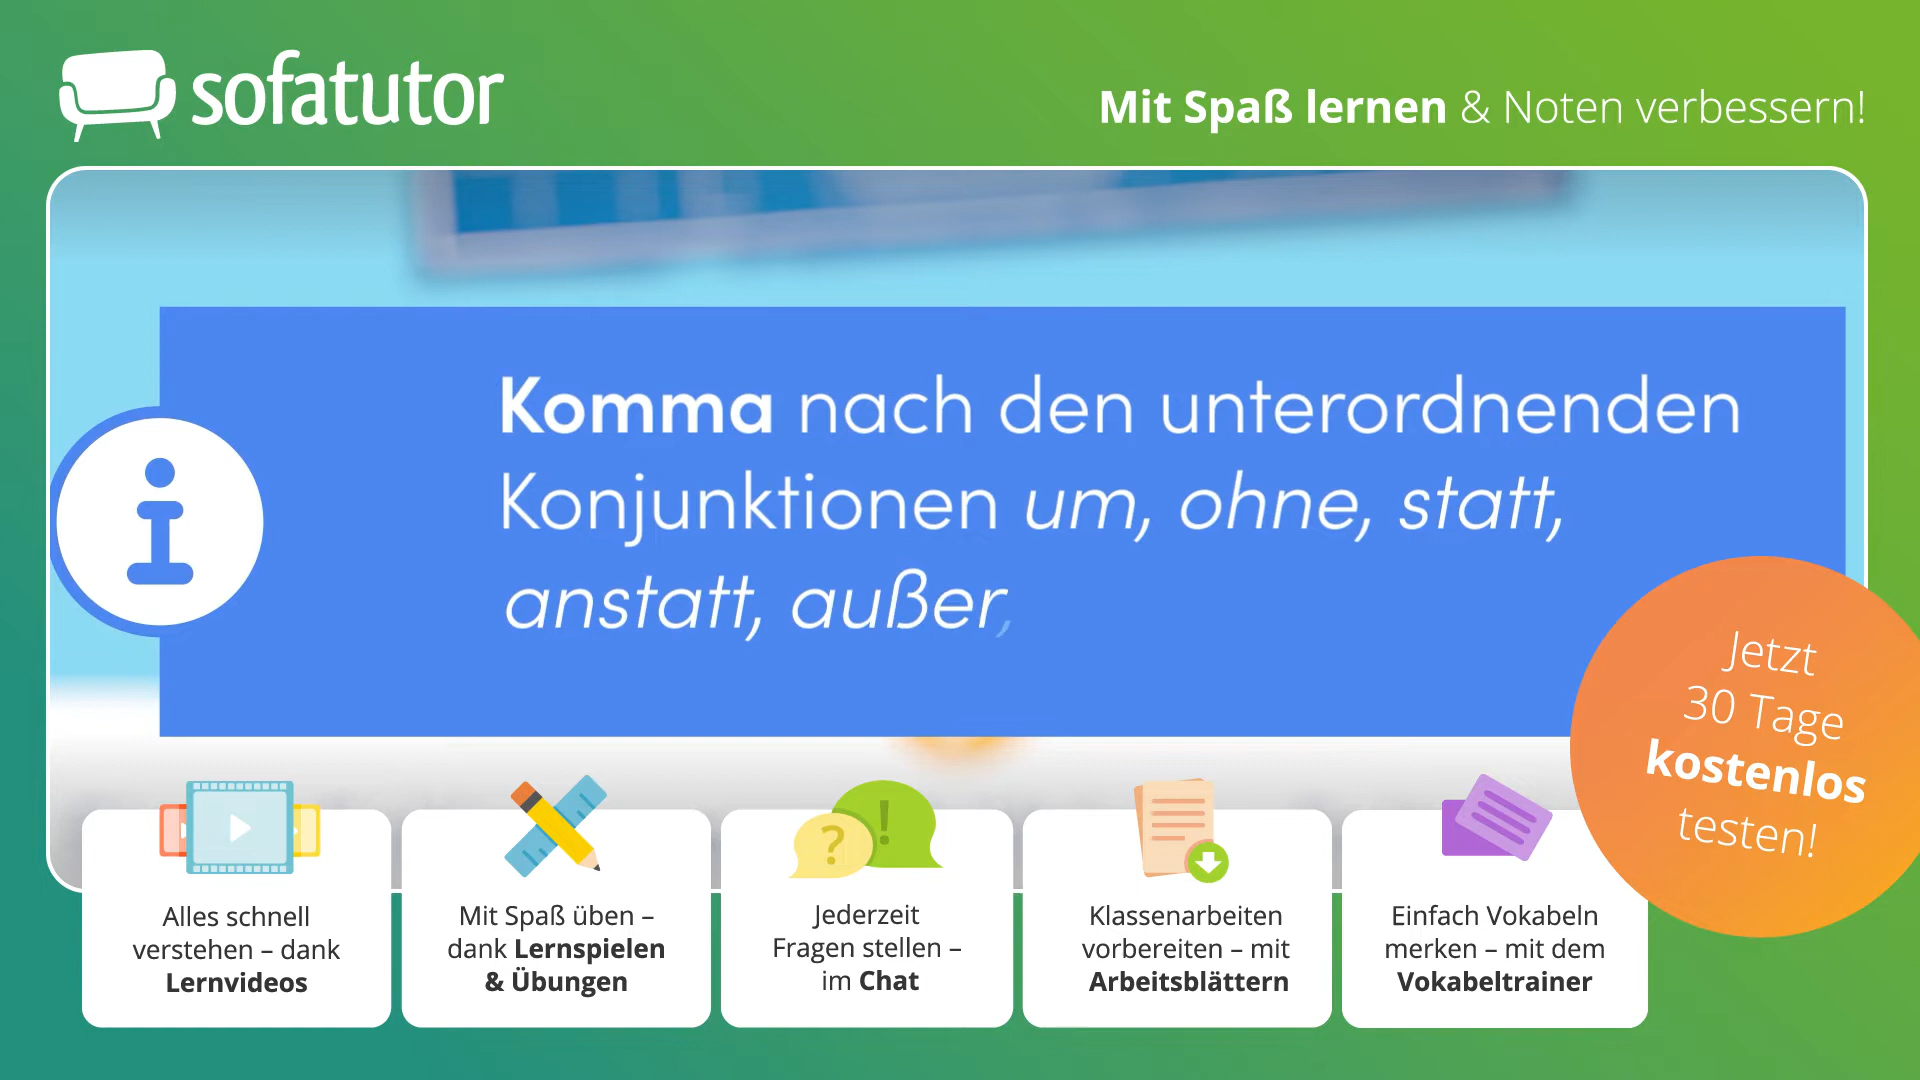 sofatutor
Mit Spaß lernen & Noten verbessern!
Komma nach den unterordnenden
Konjunktionen um, ohne, statt,
anstatt, außer,
Jetzt
30 Tage
kostenlos
testen!
Alles schnell
verstehen – dank
Lernvideos
Mit Spaß üben –
dank Lernspielen
& Übungen
? !
Jederzeit
Fragen stellen –
im Chat
Klassenarbeiten
vorbereiten – mit
Arbeitsblättern
Einfach Vokabeln
merken – mit dem
Vokabeltrainer